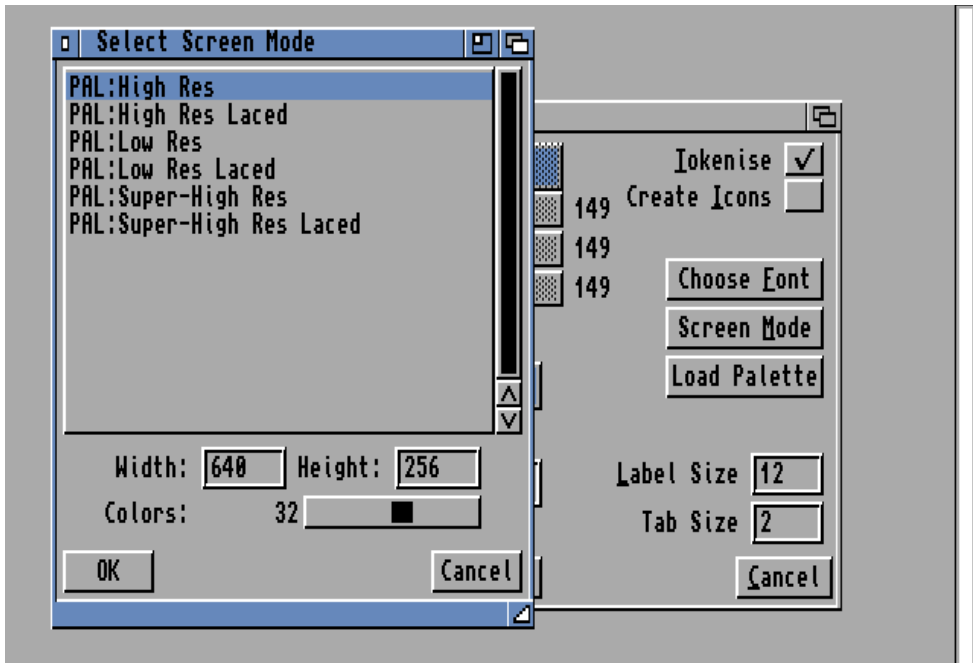 Select Screen Mode
PAL:High Res
PAL:High Res Laced
PAL:Low Res
PAL:Low Res Laced
PAL:Super-High Res
PAL:Super-High Res Laced
Width: 640 Height: 256
Colors: 32
OK Cancel
Tokenise
Create Icons
149
149
149
Choose Font
Screen Mode
Load Palette
Label Size 12
Tab Size 2
Cancel